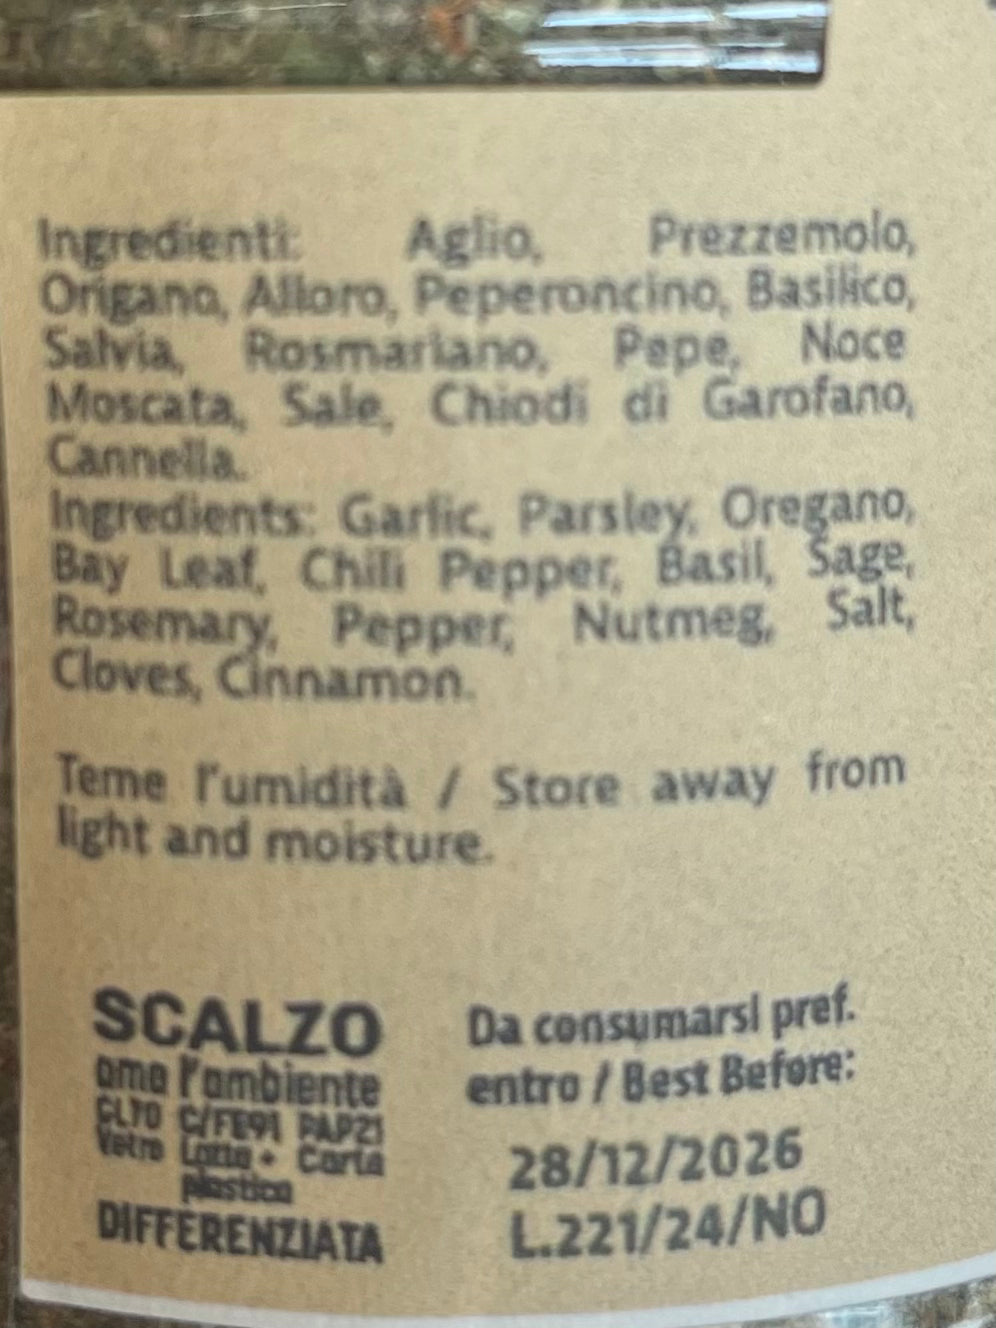 Ingredienti: Aglio, Prezzemolo,
Origano, Alloro, Peperoncino, Basilico,
Salvia, Rosmariano, Pepe, Noce
Moscata, Sale, Chiodi di Garofano,
Cannella.
Ingredients: Garlic, Parsley, Oregano,
Bay Leaf, Chili Pepper, Basil, Sage,
Rosemary, Pepper, Nutmeg, Salt,
Cloves, Cinnamon.
Teme l'umidità / Store away from
light and moisture.
SCALZO
ama l'ambiente
GL70 C/FE91 PAP21
Vetro Latta + Carta
plastica
DIFFERENZIATA
Da consumarsi pref.
entro / Best Before:
28/12/2026
L.221/24/NO